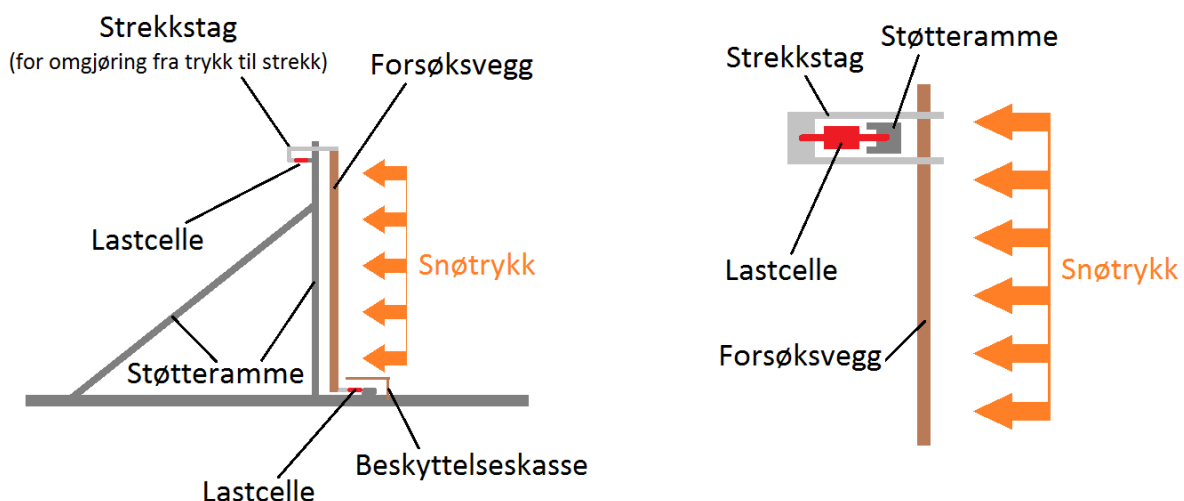 Strekkstag
(for omgjøring fra trykk til strekk)
Forsøksvegg
Lastcelle
Snøtrykk
Støtteramme
Beskyttelseskasse
Lastcelle
Støtteramme
Strekkstag
Lastcelle
Snøtrykk
Forsøksvegg